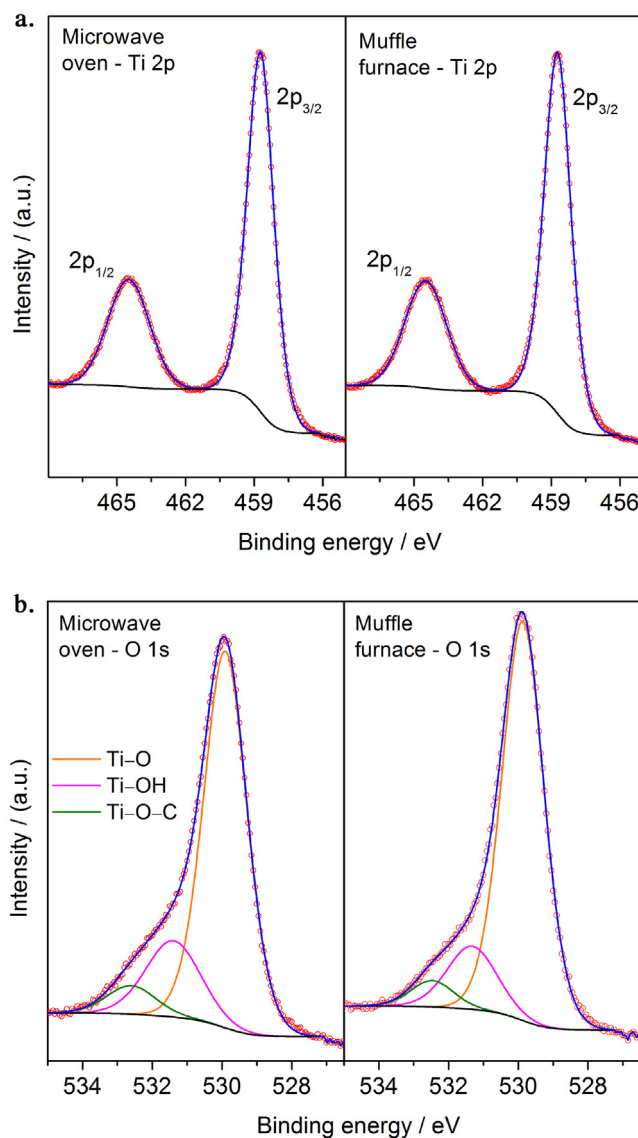 a.
Microwave
oven - Ti 2p
2p3/2
2p1/2
Muffle
furnace - Ti 2p
2p3/2
2p1/2
Intensity / (a.u.)
465 462 459 456
465 462 459 456
Binding energy / eV
b.
Microwave
oven - O 1s
Ti–O
Ti–OH
Ti–O–C
Muffle
furnace - O 1s
Intensity / (a.u.)
534 532 530 528
534 532 530 528
Binding energy / eV